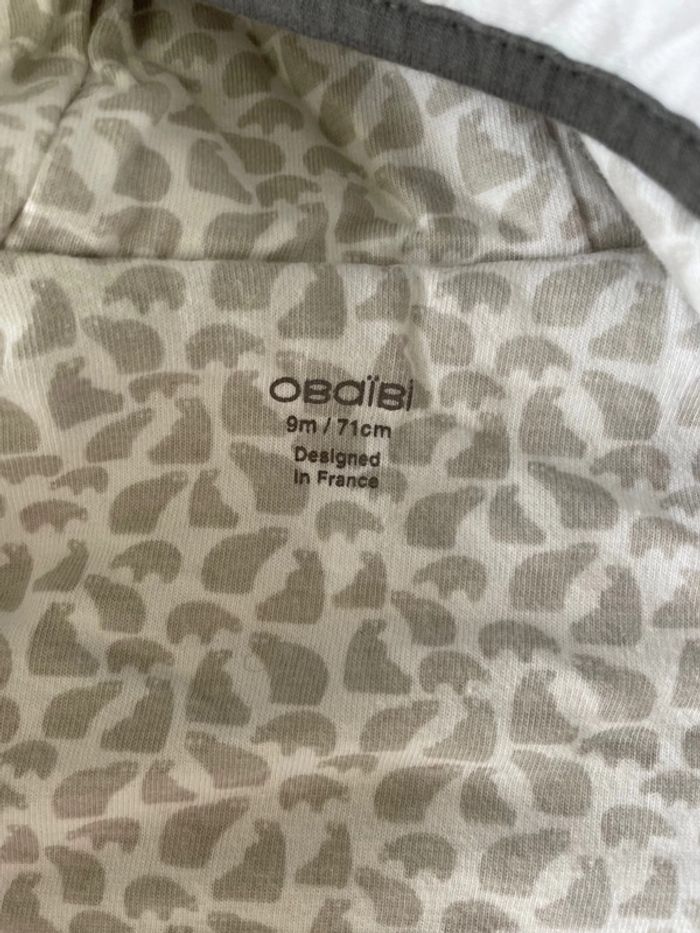 OBaïBi
9m / 71cm
Designed
in France